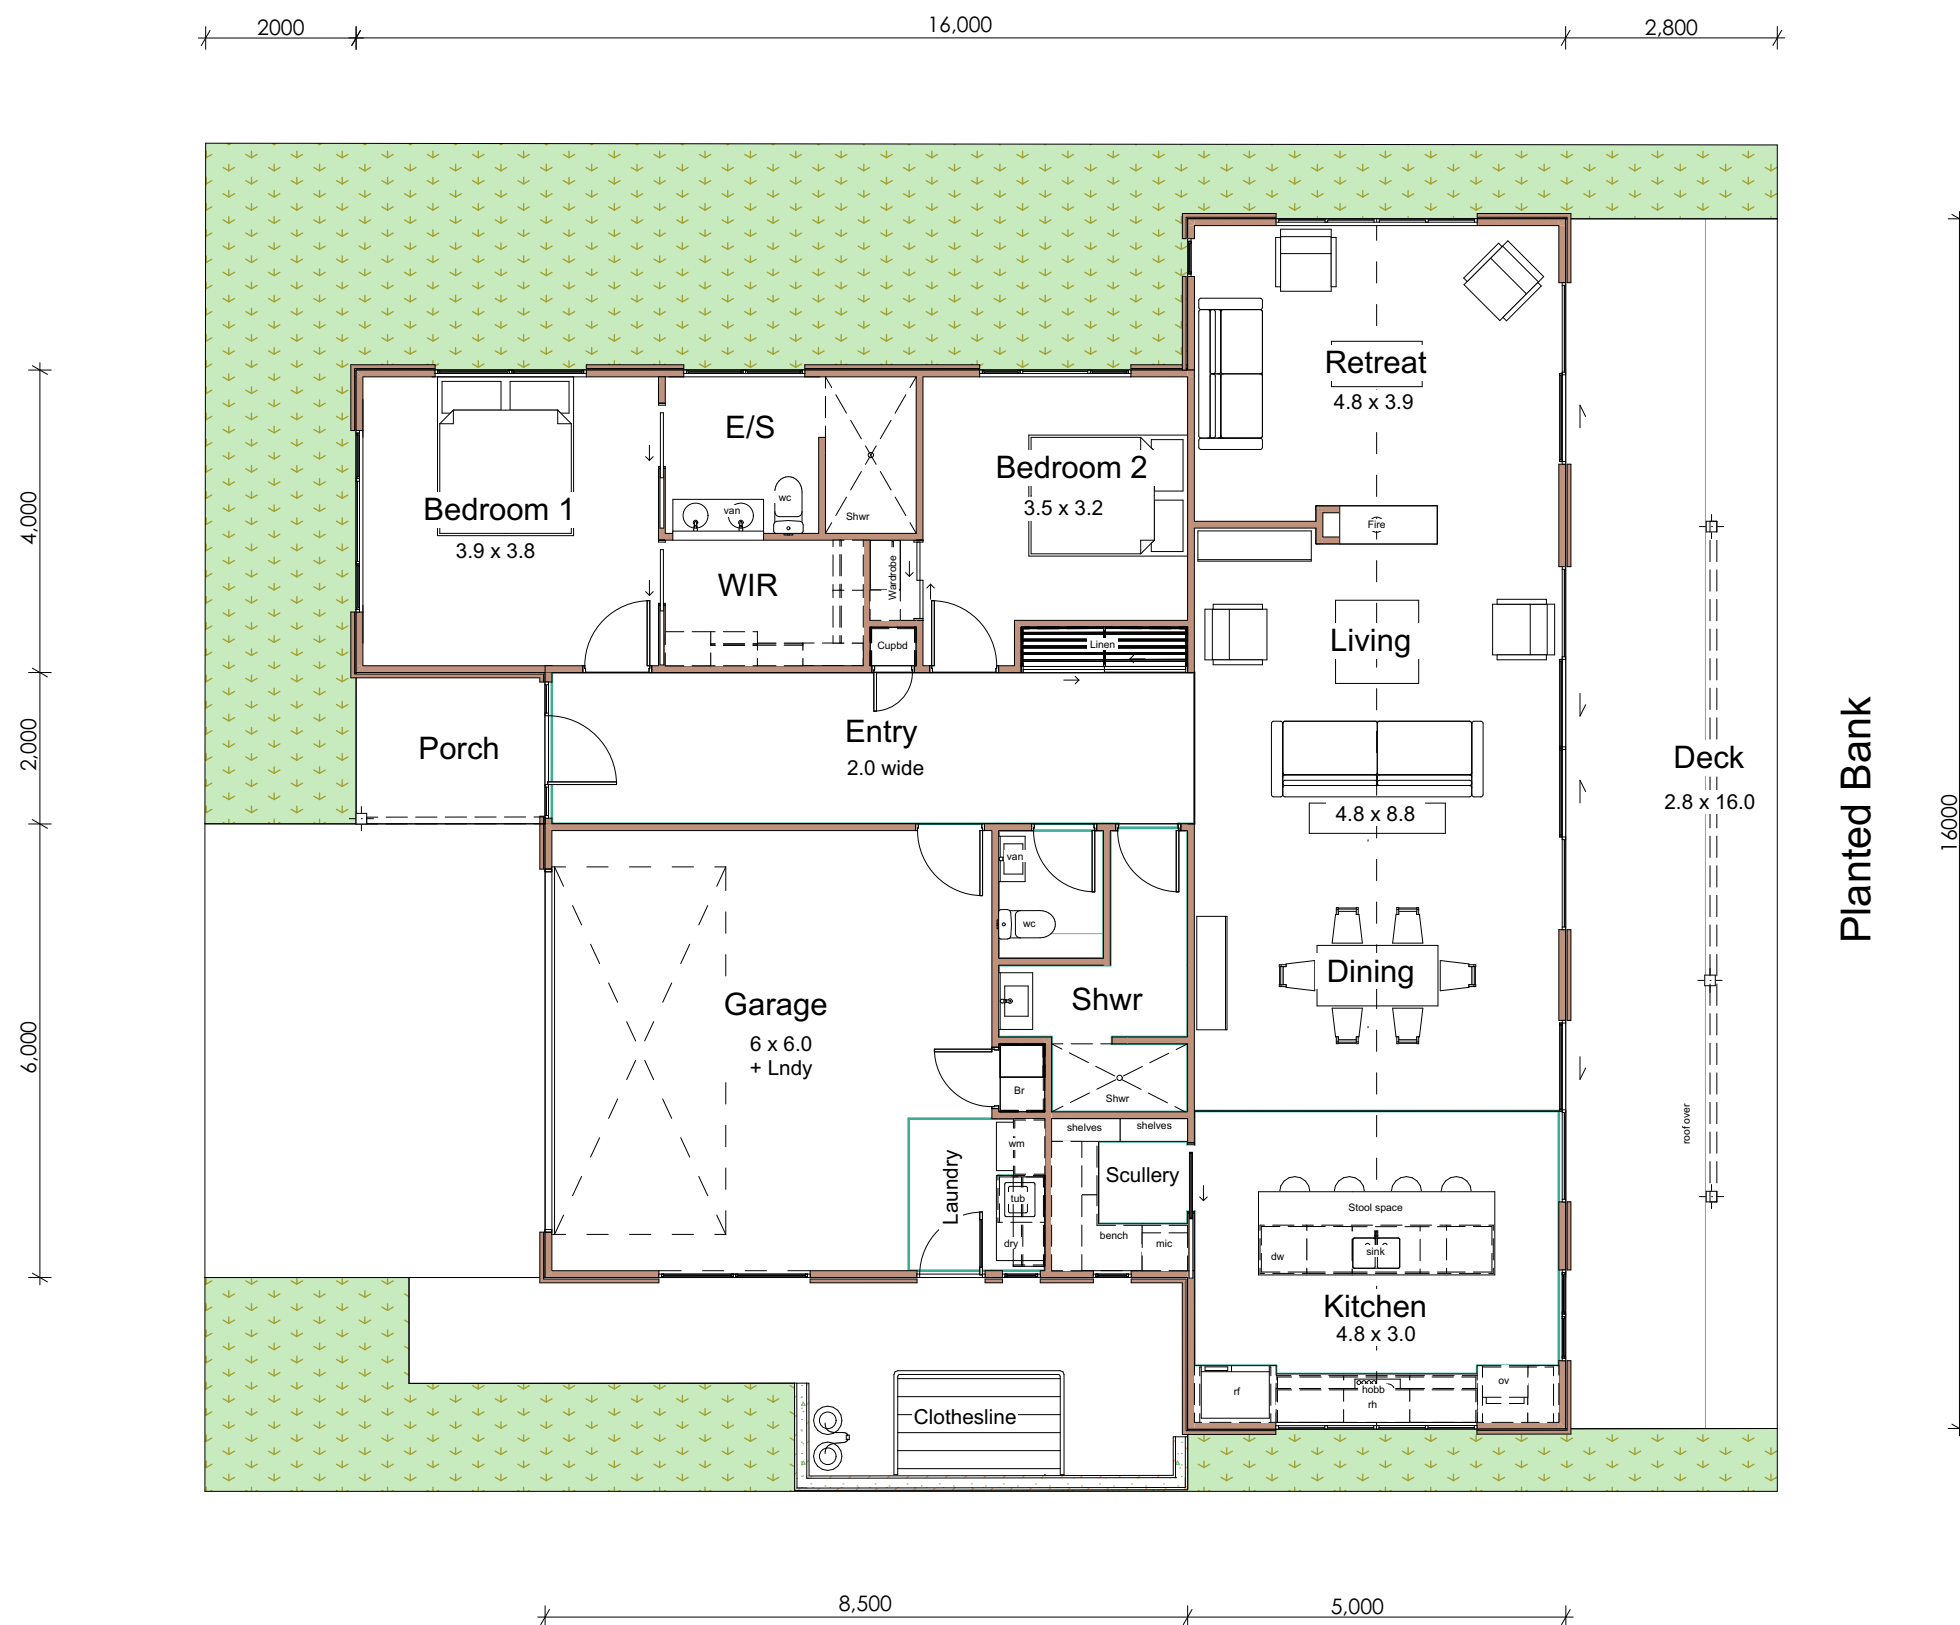 2000
16,000
2,800
Retreat
4.8 x 3.9
E/S
Bedroom 2
3.5 x 3.2
Bedroom 1
3.9 x 3.8
van
wc
Shwr
Fire
4,000
WIR
Wardrobe
Cupbd
Linen
Living
Porch
Entry
2.0 wide
2,000
4.8 x 8.8
Deck
2.8 x 16.0
Planted Bank
16000
van
wc
Dining
Garage
6 x 6.0
+ Lndy
Shwr
6,000
Br
Shwr
roof over
shelves
shelves
wm
Laundry
Scullery
tub
dry
bench
mic
Stool space
dw
sink
Kitchen
4.8 x 3.0
rf
hobb
rh
ov
Clothesline
8,500
5,000